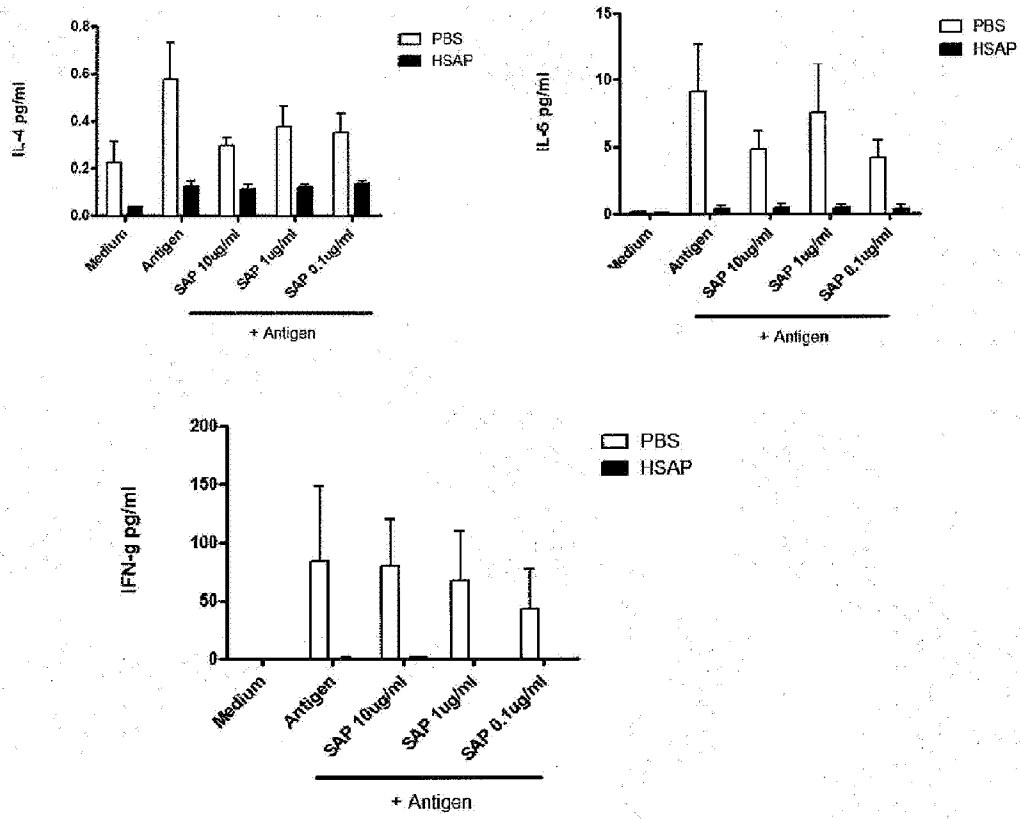 0.8
0.6
0.4
0.2
0.0
IL-4 pg/ml
PBS
HSAP
Medium
Antigen
SAP 10ug/ml
SAP 1ug/ml
SAP 0.1ug/ml
+ Antigen
15
10
5
0
IL-5 pg/ml
PBS
HSAP
Medium
Antigen
SAP 10ug/ml
SAP 1ug/ml
SAP 0.1ug/ml
+ Antigen
200
150
100
50
0
IFN-g pg/ml
PBS
HSAP
Medium
Antigen
SAP 10ug/ml
SAP 1ug/ml
SAP 0.1ug/ml
+ Antigen